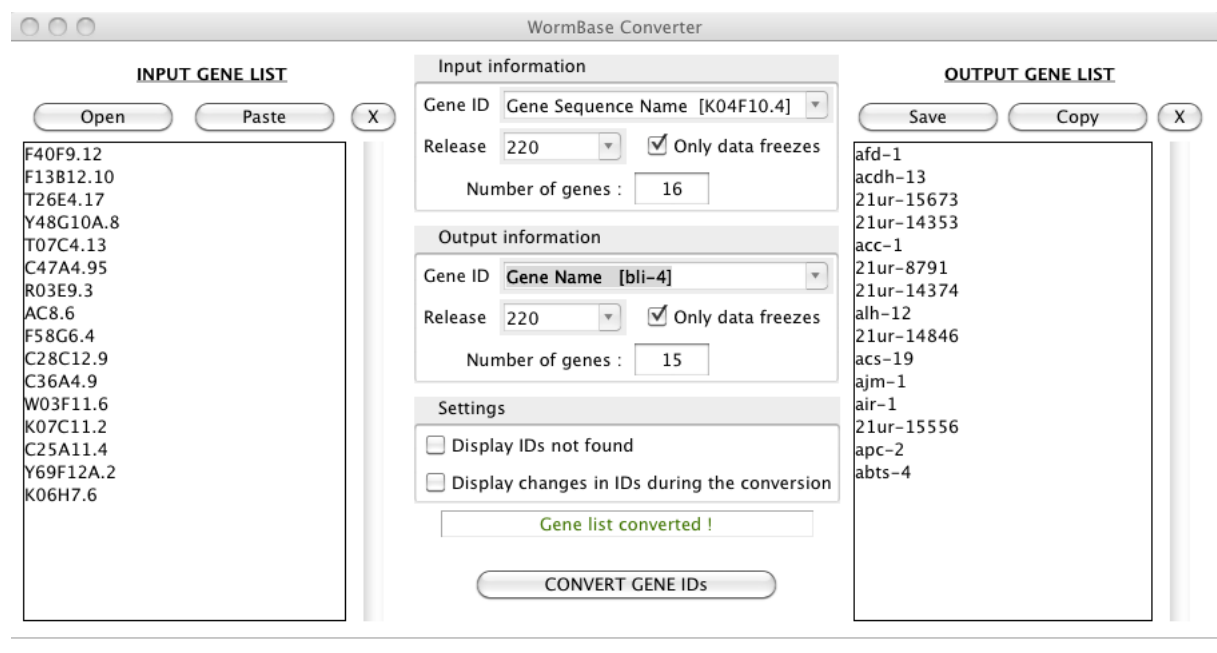 WormBase Converter
INPUT GENE LIST
Open
Paste
X
F40F9.12
F13B12.10
T26E4.17
Y48G10A.8
T07C4.13
C47A4.95
R03E9.3
AC8.6
F58G6.4
C28C12.9
C36A4.9
W03F11.6
K07C11.2
C25A11.4
Y69F12A.2
K06H7.6
Input information
Gene ID Gene Sequence Name [K04F10.4]
Release 220 Only data freezes
Number of genes : 16
Output information
Gene ID Gene Name [bli-4]
Release 220 Only data freezes
Number of genes : 15
Settings
Display IDs not found
Display changes in IDs during the conversion
Gene list converted !
CONVERT GENE IDs
OUTPUT GENE LIST
Save
Copy
X
afd-1
acdh-13
21ur-15673
21ur-14353
acc-1
21ur-8791
21ur-14374
alh-12
21ur-14846
acs-19
ajm-1
air-1
21ur-15556
apc-2
abts-4